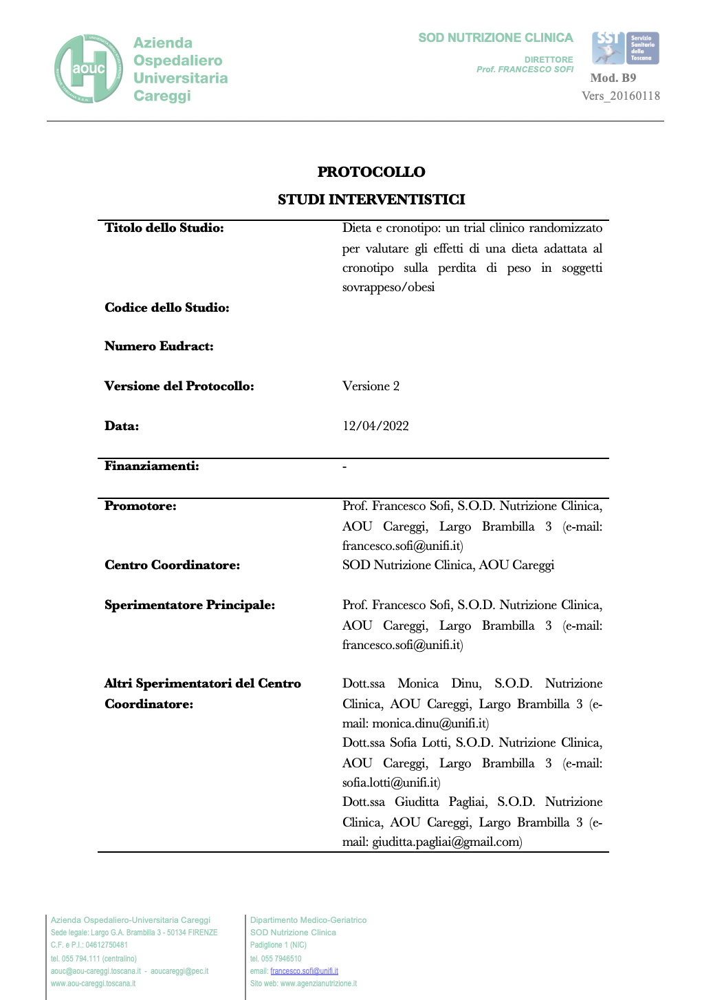 aouc
Azienda
Ospedaliero
Universitaria
Careggi
SOD NUTRIZIONE CLINICA
DIRETTORE
Prof. FRANCESCO SOFI
SST
Servizio
Sanitario
della
Toscana
Mod. B9
Vers_20160118
PROTOCOLLO
STUDI INTERVENTISTICI
Titolo dello Studio:
Dieta e cronotipo: un trial clinico randomizzato
per valutare gli effetti di una dieta adattata al
cronotipo sulla perdita di peso in soggetti
sovrappeso/obesi
Codice dello Studio:
Numero Eudract:
Versione del Protocollo:
Versione 2
Data:
12/04/2022
Finanziamenti:
-
Promotore:
Prof. Francesco Sofi, S.O.D. Nutrizione Clinica,
AOU Careggi, Largo Brambilla 3 (e-mail:
francesco.sofi@unifi.it)
Centro Coordinatore:
SOD Nutrizione Clinica, AOU Careggi
Sperimentatore Principale:
Prof. Francesco Sofi, S.O.D. Nutrizione Clinica,
AOU Careggi, Largo Brambilla 3 (e-mail:
francesco.sofi@unifi.it)
Altri Sperimentatori del Centro
Coordinatore:
Dott.ssa Monica Dinu, S.O.D. Nutrizione
Clinica, AOU Careggi, Largo Brambilla 3 (e-
mail: monica.dinu@unifi.it)
Dott.ssa Sofia Lotti, S.O.D. Nutrizione Clinica,
AOU Careggi, Largo Brambilla 3 (e-mail:
sofia.lotti@unifi.it)
Dott.ssa Giuditta Pagliai, S.O.D. Nutrizione
Clinica, AOU Careggi, Largo Brambilla 3 (e-
mail: giuditta.pagliai@gmail.com)
Azienda Ospedaliero-Universitaria Careggi
Sede legale: Largo G.A. Brambilla 3 - 50134 FIRENZE
C.F. e P.I.: 04612750481
tel. 055 794.111 (centralino)
aouc@aou-careggi.toscana.it - aoucareggi@pec.it
www.aou-careggi.toscana.it
Dipartimento Medico-Geriatrico
SOD Nutrizione Clinica
Padiglione 1 (NIC)
tel. 055 7946510
email: francesco.sofi@unifi.it
Sito web: www.agenzianutrizione.it